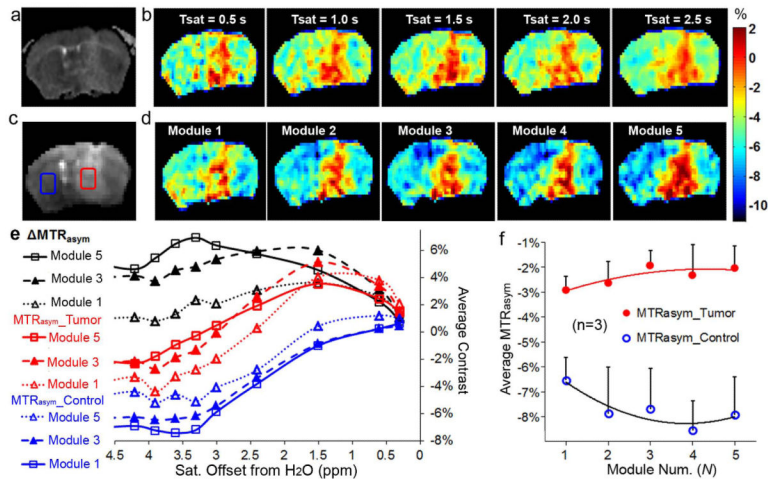 a
b
Tsat = 0.5 s
Tsat = 1.0 s
Tsat = 1.5 s
Tsat = 2.0 s
Tsat = 2.5 s
%
2
0
-2
-4
-6
-8
-10
c
d
Module 1
Module 2
Module 3
Module 4
Module 5
e
ΔMTRasym
Module 5
Module 3
Module 1
MTRasym_Tumor
Module 5
Module 3
Module 1
MTRasym_Control
Module 5
Module 3
Module 1
6%
4%
2%
0%
-2%
-4%
-6%
-8%
Average Contrast
4.5 4.0 3.5 3.0 2.5 2.0 1.5 1.0 0.5 0
Sat. Offset from H2O (ppm)
f
-1%
-2%
-3%
-4%
-5%
-6%
-7%
-8%
Average MTRasym
MTRasym_Tumor
(n=3)
MTRasym_Control
1 2 3 4 5
Module Num. (N)